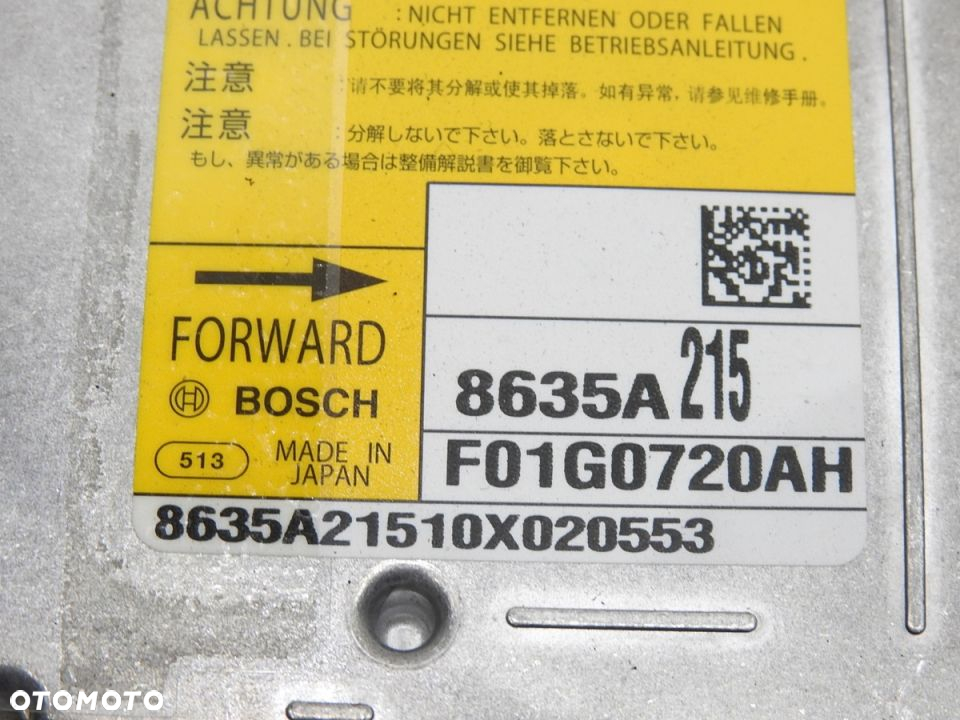 ACHTUNG : NICHT ENTFERNEN ODER FALLEN
LASSEN . BEI STÖRUNGEN SIEHE BETRIEBSANLEITUNG .
注意 : 请不要将其分解或使其掉落。如有异常，请参见维修手册。
注意 : 分解しないで下さい。落とさないで下さい。
もし、異常がある場合は整備解説書を御覧下さい。
FORWARD
BOSCH
513
MADE IN
JAPAN
8635A 215
F01G0720AH
8635A21510X020553
OTOMOTO